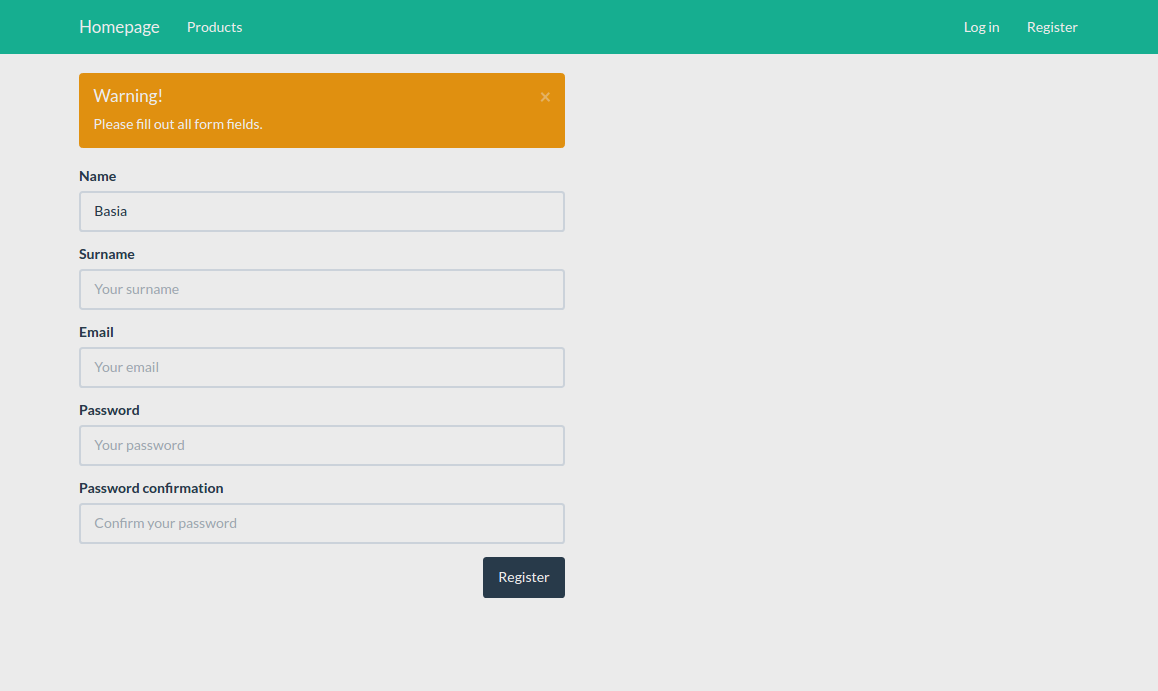 Homepage Products Log in Register
Warning! ×
Please fill out all form fields.
Name
Basia
Surname
Your surname
Email
Your email
Password
Your password
Password confirmation
Confirm your password
Register